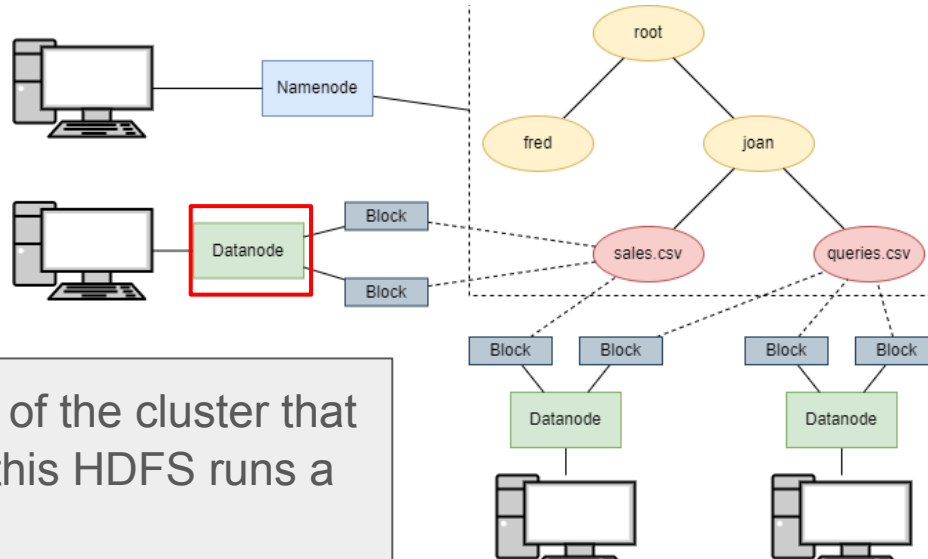 root
Namenode
fred
joan
Block
Datanode
sales.csv
queries.csv
Block
Block
Block
Block
Block
of the cluster that
this HDFS runs a
Datanode
Datanode